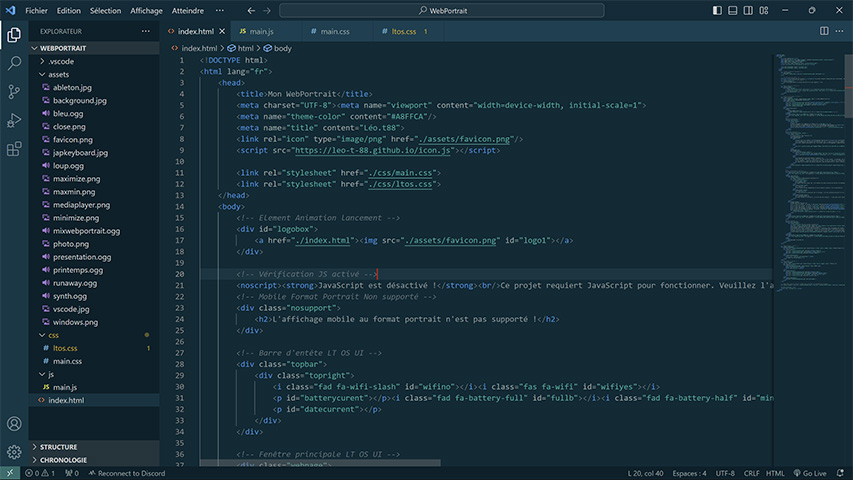 Fichier Edition Sélection Affichage Atteindre ··· WebPortrait
EXPLORATEUR ···
WEBPORTRAIT
.vscode
assets
ableton.jpg
background.jpg
bleu.ogg
close.png
favicon.png
japkeyboard.jpg
loup.ogg
maximize.png
maxmin.png
mediaplayer.png
minimize.png
mixwebportrait.ogg
photo.png
presentation.ogg
printemps.ogg
runaway.ogg
synth.ogg
vscode.jpg
windows.png
css
ltos.css 1
main.css
js
JS main.js
index.html
STRUCTURE
CHRONOLOGIE
index.html JS main.js main.css ltos.css 1
index.html > html > body
1 <!DOCTYPE html>
2 <html lang="fr">
3 <head>
4 <title>Mon WebPortrait</title>
5 <meta charset="UTF-8"><meta name="viewport" content="width=device-width, initial-scale=1">
6 <meta name="theme-color" content="#A8FFCA"/>
7 <meta name="title" content="Léo.t88">
8 <link rel="icon" type="image/png" href="./assets/favicon.png"/>
9 <script src="https://leo-t-88.github.io/icon.js"></script>
10
11 <link rel="stylesheet" href="./css/main.css">
12 <link rel="stylesheet" href="./css/ltos.css">
13 </head>
14 <body>
15 <!-- Element Animation Lancement -->
16 <div id="logobox">
17 <a href="./index.html"><img src="./assets/favicon.png" id="logo1"></a>
18 </div>
19
20 <!-- Vérification JS activé -->
21 <noscript><strong>JavaScript est désactivé !</strong><br/>Ce projet requiert JavaScript pour fonctionner. Veuillez l'a
22 <!-- Mobile Format Portrait Non supporté -->
23 <div class="nosupport">
24 <h2>L'affichage mobile au format portrait n'est pas supporté !</h2>
25 </div>
26
27 <!-- Barre d'entête LT OS UI -->
28 <div class="topbar">
29 <div class="topright">
30 <i class="fad fa-wifi-slash" id="wifino"></i><i class="fas fa-wifi" id="wifiyes"></i>
31 <p id="batterycurent"></p><i class="fad fa-battery-full" id="fullb"></i><i class="fad fa-battery-half" id="min
32 <p id="datecurrent"></p>
33 </div>
34 </div>
35
36 <!-- Fenêtre principale LT OS UI -->
37 <div class="webpage">
0 1 0 Reconnect to Discord L 20, col 40 Espaces : 4 UTF-8 CRLF HTML Go Live